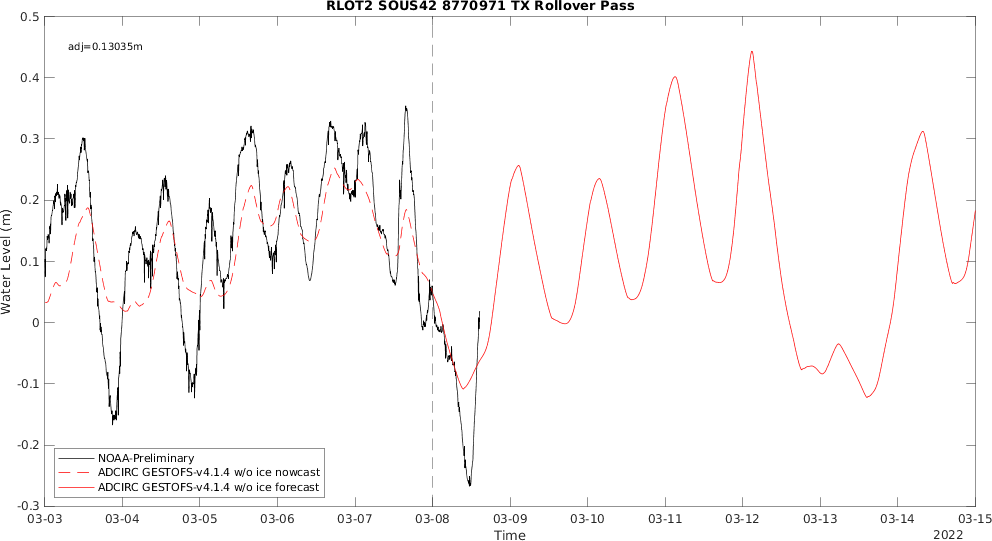 RLOT2 SOUS42 8770971 TX Rollover Pass
adj=0.13035m
0.5
0.4
0.3
0.2
0.1
0
-0.1
-0.2
-0.3
Water Level (m)
NOAA-Preliminary
ADCIRC GESTOFS-v4.1.4 w/o ice nowcast
ADCIRC GESTOFS-v4.1.4 w/o ice forecast
03-03 03-04 03-05 03-06 03-07 03-08 03-09 03-10 03-11 03-12 03-13 03-14 03-15
Time
2022